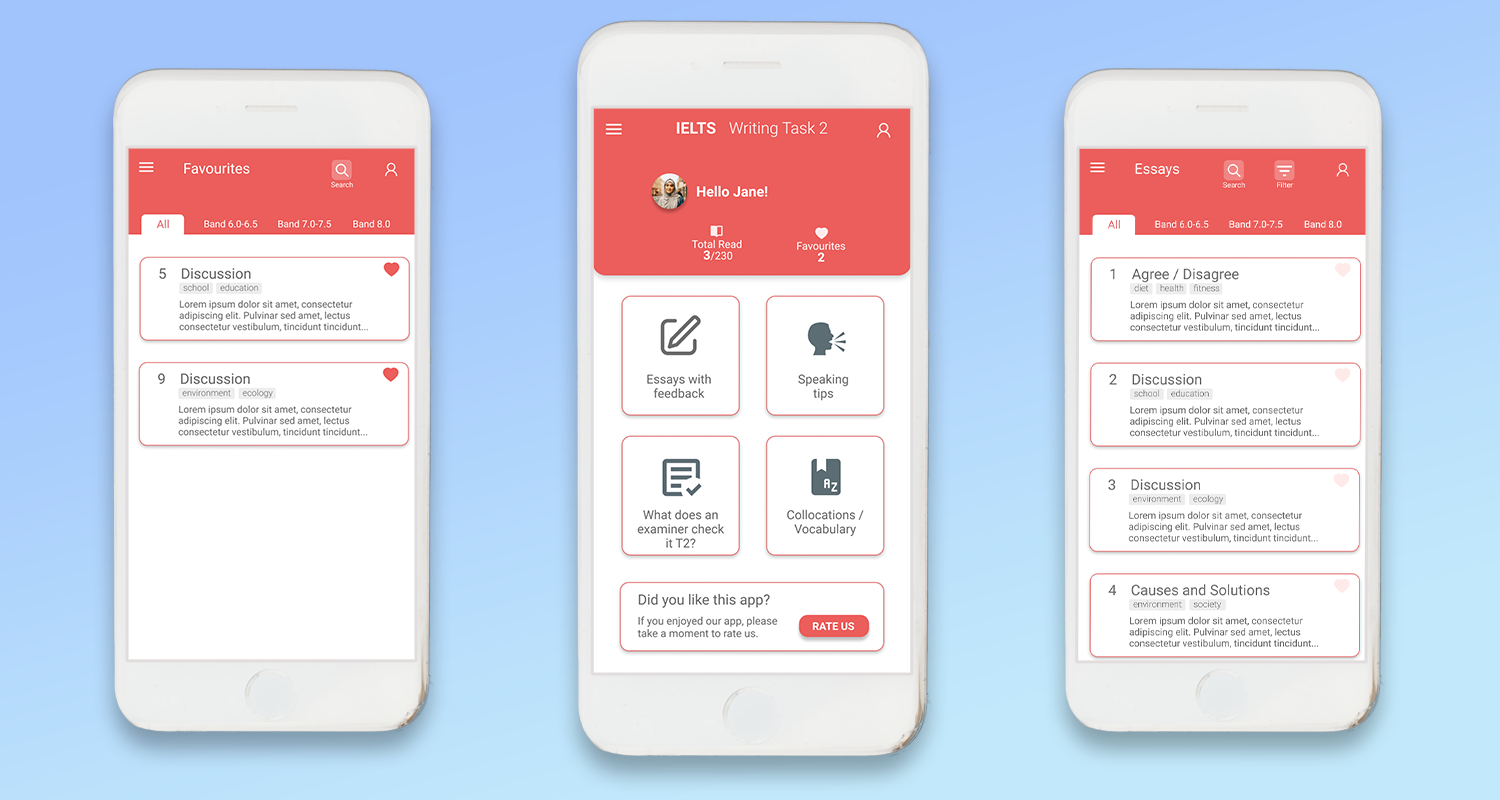 Favourites
Search
All Band 6.0-6.5 Band 7.0-7.5 Band 8.0
5 Discussion
school education
Lorem ipsum dolor sit amet, consectetur
adipiscing elit. Pulvinar sed amet, lectus
consectetur vestibulum, tincidunt tincidunt...
9 Discussion
environment ecology
Lorem ipsum dolor sit amet, consectetur
adipiscing elit. Pulvinar sed amet, lectus
consectetur vestibulum, tincidunt tincidunt...
IELTS Writing Task 2
Hello Jane!
Total Read
3/230
Favourites
2
Essays with
feedback
Speaking
tips
What does an
examiner check
it T2?
AZ
Collocations /
Vocabulary
Did you like this app?
If you enjoyed our app, please
take a moment to rate us.
RATE US
Essays
Search
Filter
All Band 6.0-6.5 Band 7.0-7.5 Band 8.0
1 Agree / Disagree
diet health fitness
Lorem ipsum dolor sit amet, consectetur
adipiscing elit. Pulvinar sed amet, lectus
consectetur vestibulum, tincidunt tincidunt...
2 Discussion
school education
Lorem ipsum dolor sit amet, consectetur
adipiscing elit. Pulvinar sed amet, lectus
consectetur vestibulum, tincidunt tincidunt...
3 Discussion
environment ecology
Lorem ipsum dolor sit amet, consectetur
adipiscing elit. Pulvinar sed amet, lectus
consectetur vestibulum, tincidunt tincidunt...
4 Causes and Solutions
environment society
Lorem ipsum dolor sit amet, consectetur
adipiscing elit. Pulvinar sed amet, lectus
consectetur vestibulum, tincidunt tincidunt...